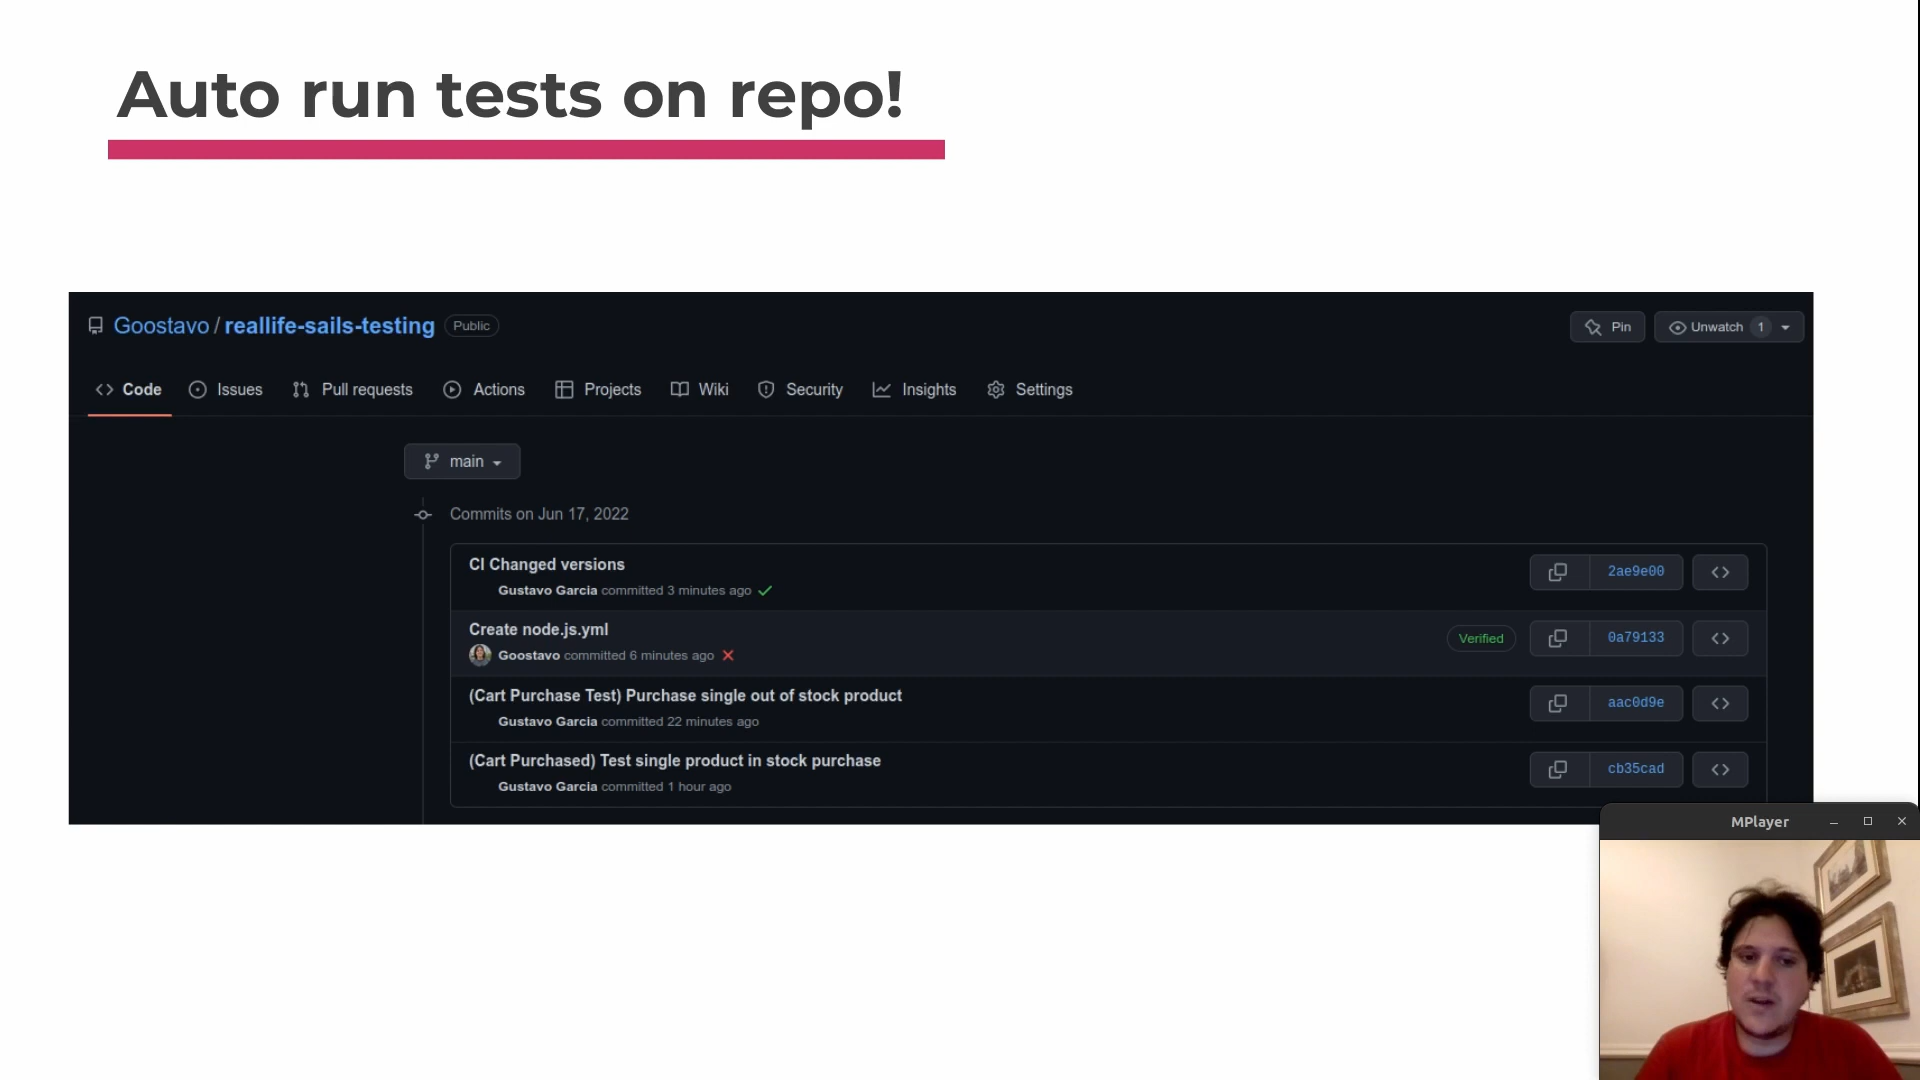 Auto run tests on repo!
Goostavo / reallife-sails-testing Public
Pin
Unwatch 1
Code Issues Pull requests Actions Projects Wiki Security Insights Settings
main
Commits on Jun 17, 2022
CI Changed versions
Gustavo Garcia committed 3 minutes ago
2ae9e00
Create node.js.yml
Goostavo committed 6 minutes ago
Verified
0a79133
(Cart Purchase Test) Purchase single out of stock product
Gustavo Garcia committed 22 minutes ago
aac0d9e
(Cart Purchased) Test single product in stock purchase
Gustavo Garcia committed 1 hour ago
cb35cad
MPlayer